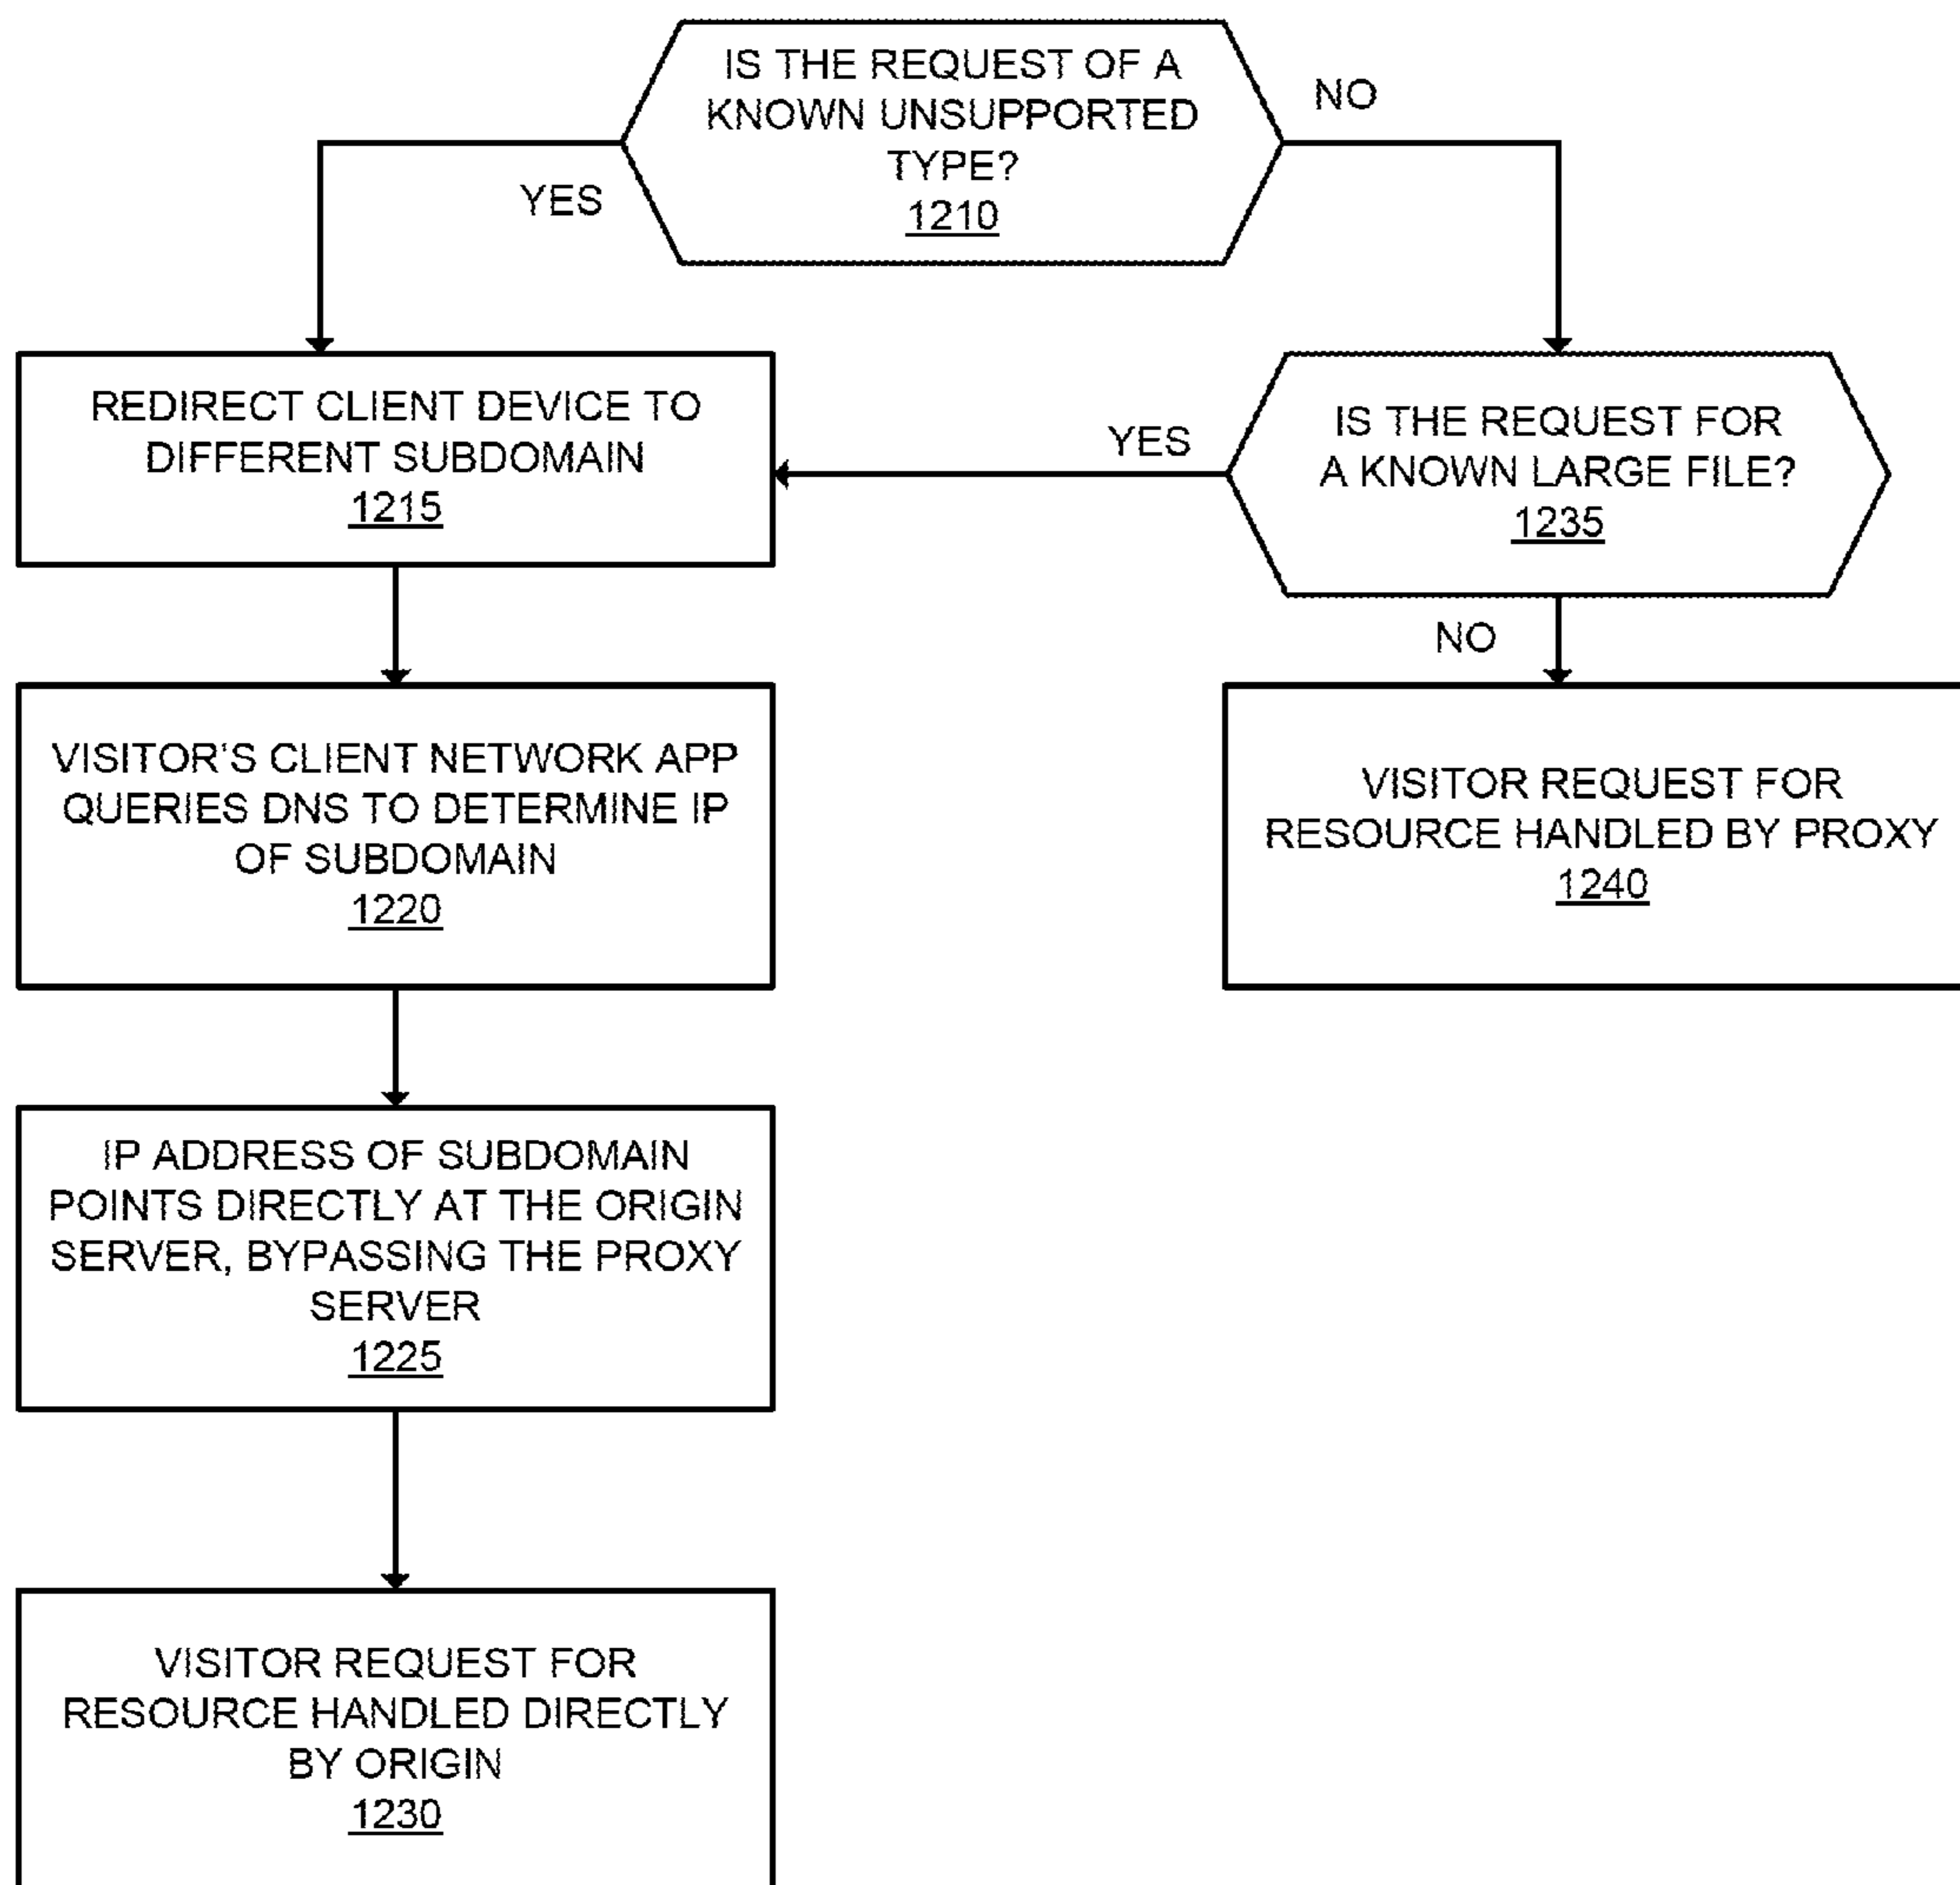 IS THE REQUEST OF A
KNOWN UNSUPPORTED
TYPE?
1210
NO
YES
REDIRECT CLIENT DEVICE TO
DIFFERENT SUBDOMAIN
1215
YES
IS THE REQUEST FOR
A KNOWN LARGE FILE?
1235
NO
VISITOR'S CLIENT NETWORK APP
QUERIES DNS TO DETERMINE IP
OF SUBDOMAIN
1220
VISITOR REQUEST FOR
RESOURCE HANDLED BY PROXY
1240
IP ADDRESS OF SUBDOMAIN
POINTS DIRECTLY AT THE ORIGIN
SERVER, BYPASSING THE PROXY
SERVER
1225
VISITOR REQUEST FOR
RESOURCE HANDLED DIRECTLY
BY ORIGIN
1230